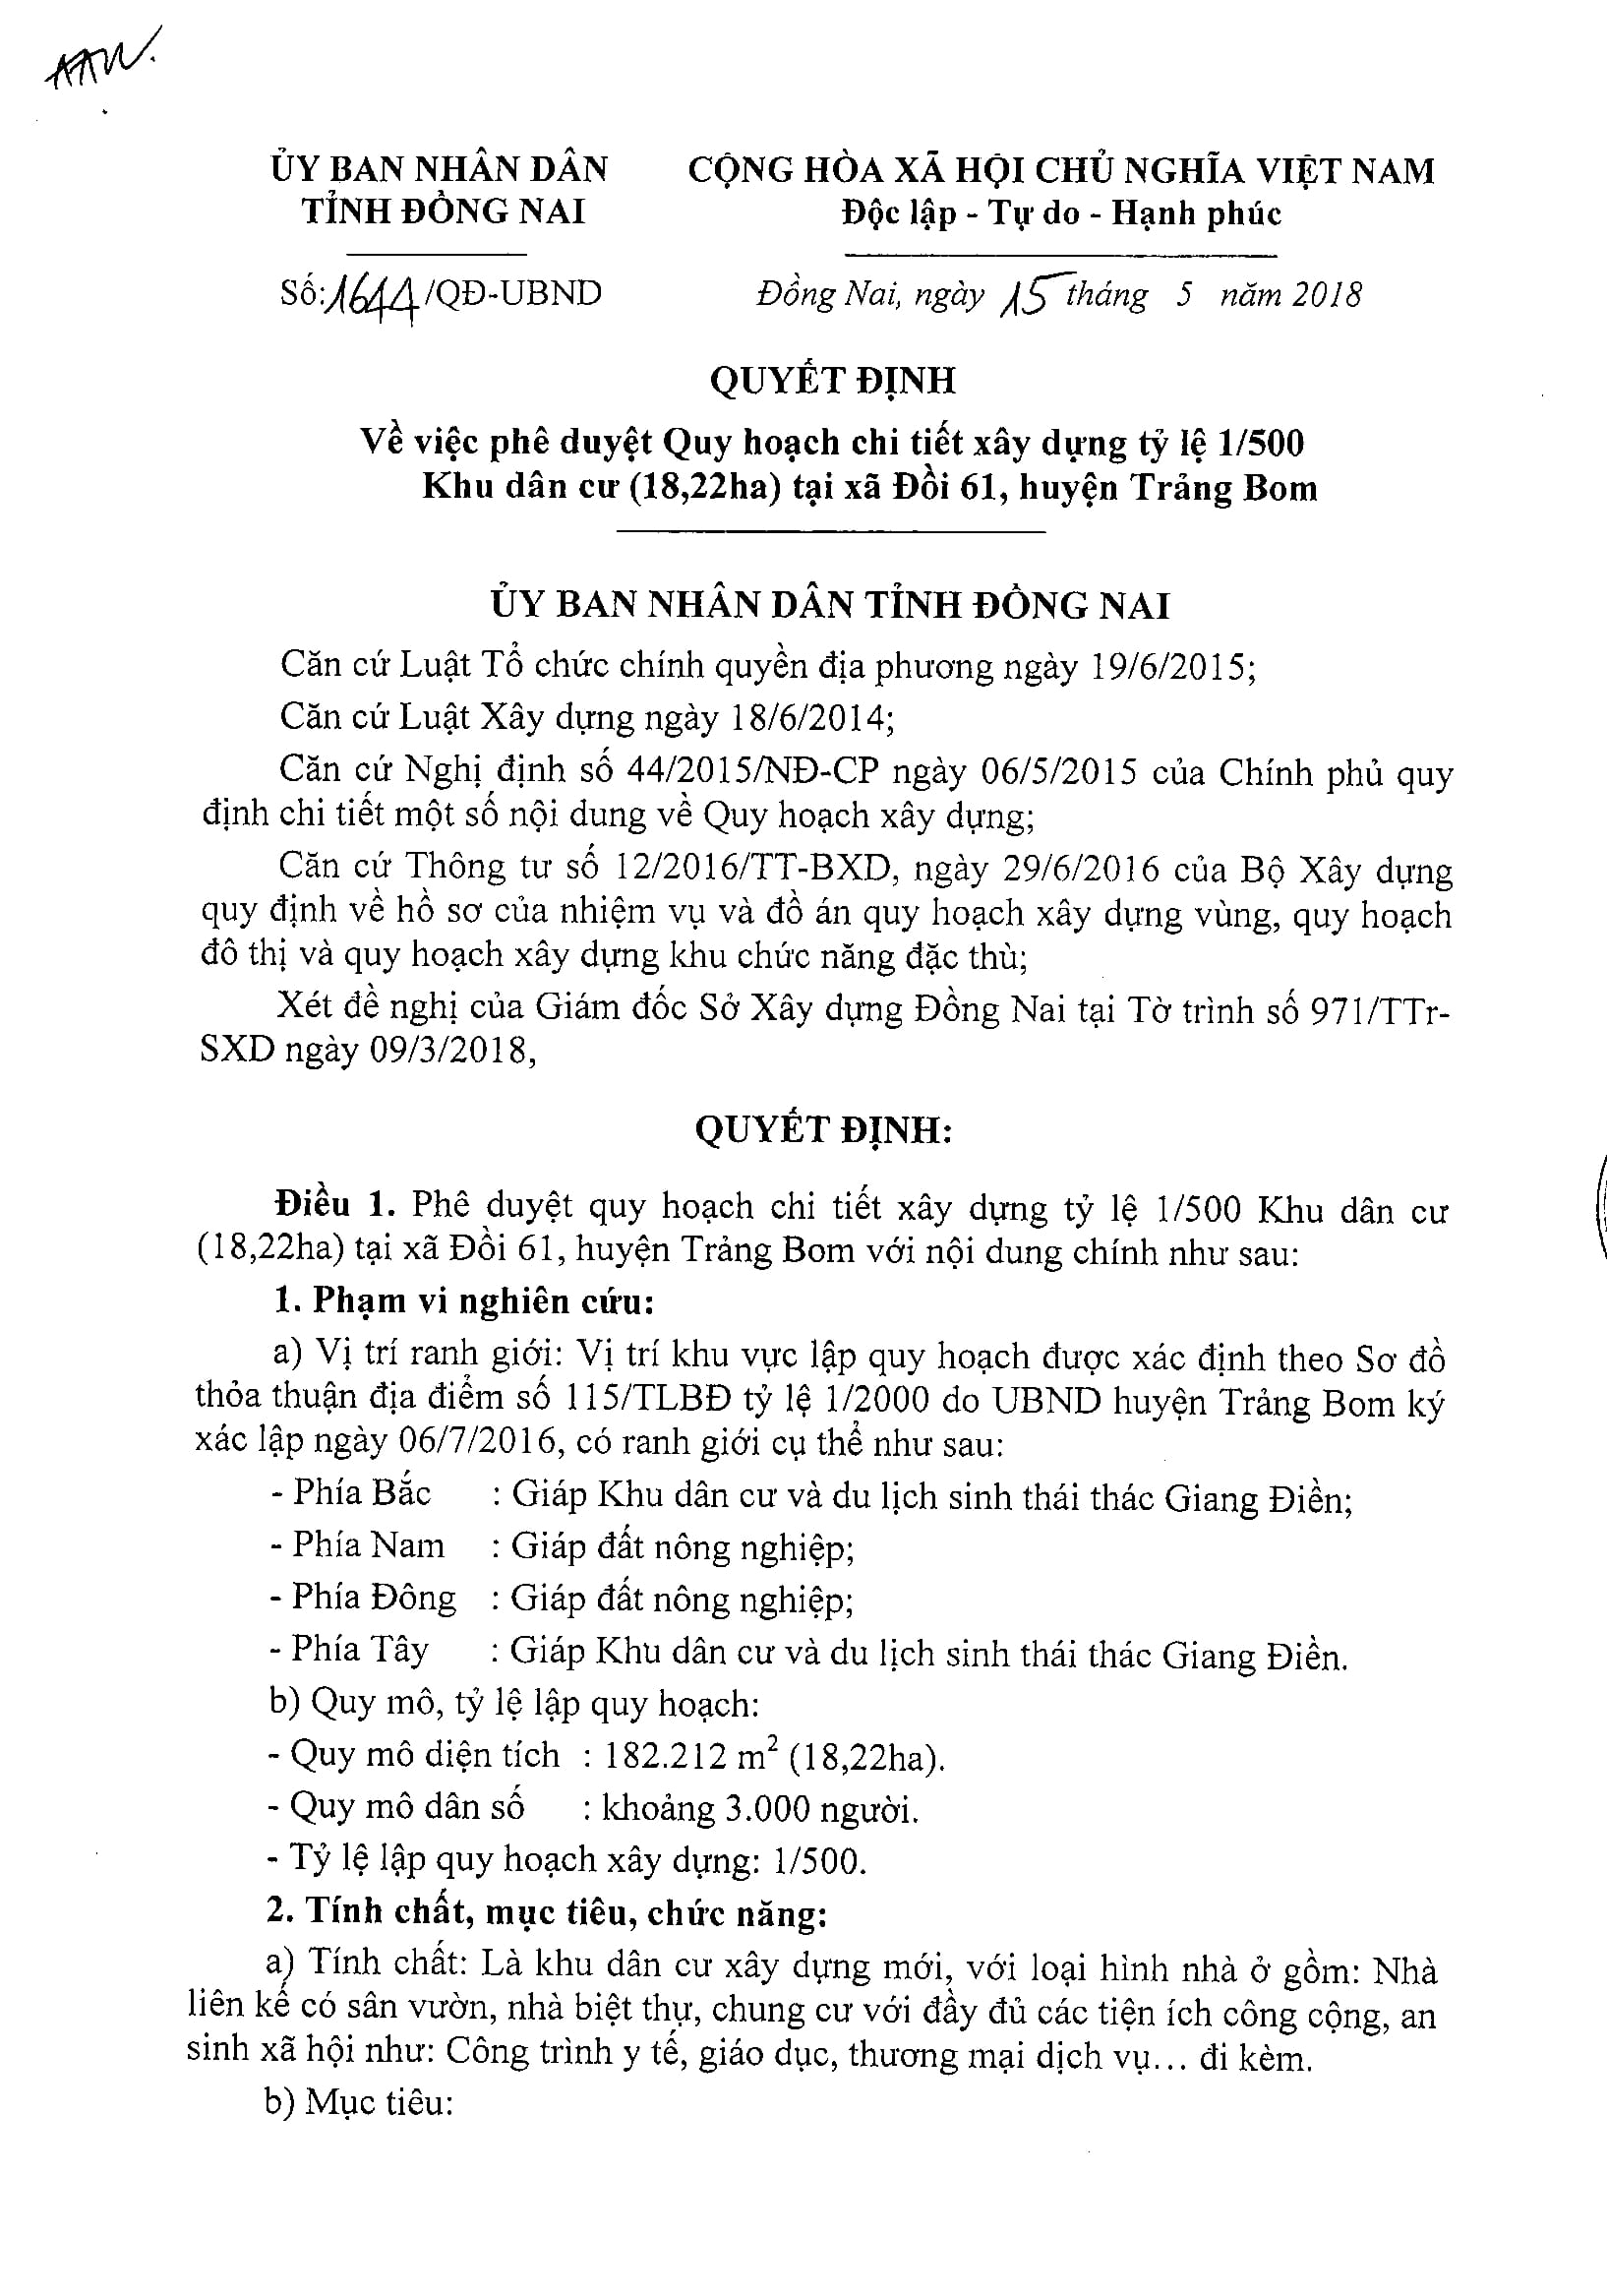 ỦY BAN NHÂN DÂN
TỈNH ĐỒNG NAI
CỘNG HÒA XÃ HỘI CHỦ NGHĨA VIỆT NAM
Độc lập - Tự do - Hạnh phúc
Số: 1644/QĐ-UBND
Đồng Nai, ngày 15 tháng 5 năm 2018
QUYẾT ĐỊNH
Về việc phê duyệt Quy hoạch chi tiết xây dựng tỷ lệ 1/500
Khu dân cư (18,22ha) tại xã Đồi 61, huyện Trảng Bom
ỦY BAN NHÂN DÂN TỈNH ĐỒNG NAI
Căn cứ Luật Tổ chức chính quyền địa phương ngày 19/6/2015;
Căn cứ Luật Xây dựng ngày 18/6/2014;
Căn cứ Nghị định số 44/2015/NĐ-CP ngày 06/5/2015 của Chính phủ quy
định chi tiết một số nội dung về Quy hoạch xây dựng;
Căn cứ Thông tư số 12/2016/TT-BXD, ngày 29/6/2016 của Bộ Xây dựng
quy định về hồ sơ của nhiệm vụ và đồ án quy hoạch xây dựng vùng, quy hoạch
đô thị và quy hoạch xây dựng khu chức năng đặc thù;
Xét đề nghị của Giám đốc Sở Xây dựng Đồng Nai tại Tờ trình số 971/TTr-
SXD ngày 09/3/2018,
QUYẾT ĐỊNH:
Điều 1. Phê duyệt quy hoạch chi tiết xây dựng tỷ lệ 1/500 Khu dân cư
(18,22ha) tại xã Đồi 61, huyện Trảng Bom với nội dung chính như sau:
1. Phạm vi nghiên cứu:
a) Vị trí ranh giới: Vị trí khu vực lập quy hoạch được xác định theo Sơ đồ
thỏa thuận địa điểm số 115/TLBĐ tỷ lệ 1/2000 do UBND huyện Trảng Bom ký
xác lập ngày 06/7/2016, có ranh giới cụ thể như sau:
- Phía Bắc : Giáp Khu dân cư và du lịch sinh thái thác Giang Điền;
- Phía Nam : Giáp đất nông nghiệp;
- Phía Đông : Giáp đất nông nghiệp;
- Phía Tây : Giáp Khu dân cư và du lịch sinh thái thác Giang Điền.
b) Quy mô, tỷ lệ lập quy hoạch:
- Quy mô diện tích : 182.212 m² (18,22ha).
- Quy mô dân số : khoảng 3.000 người.
- Tỷ lệ lập quy hoạch xây dựng: 1/500.
2. Tính chất, mục tiêu, chức năng:
a) Tính chất: Là khu dân cư xây dựng mới, với loại hình nhà ở gồm: Nhà
liên kế có sân vườn, nhà biệt thự, chung cư với đầy đủ các tiện ích công cộng, an
sinh xã hội như: Công trình y tế, giáo dục, thương mại dịch vụ... đi kèm.
b) Mục tiêu: